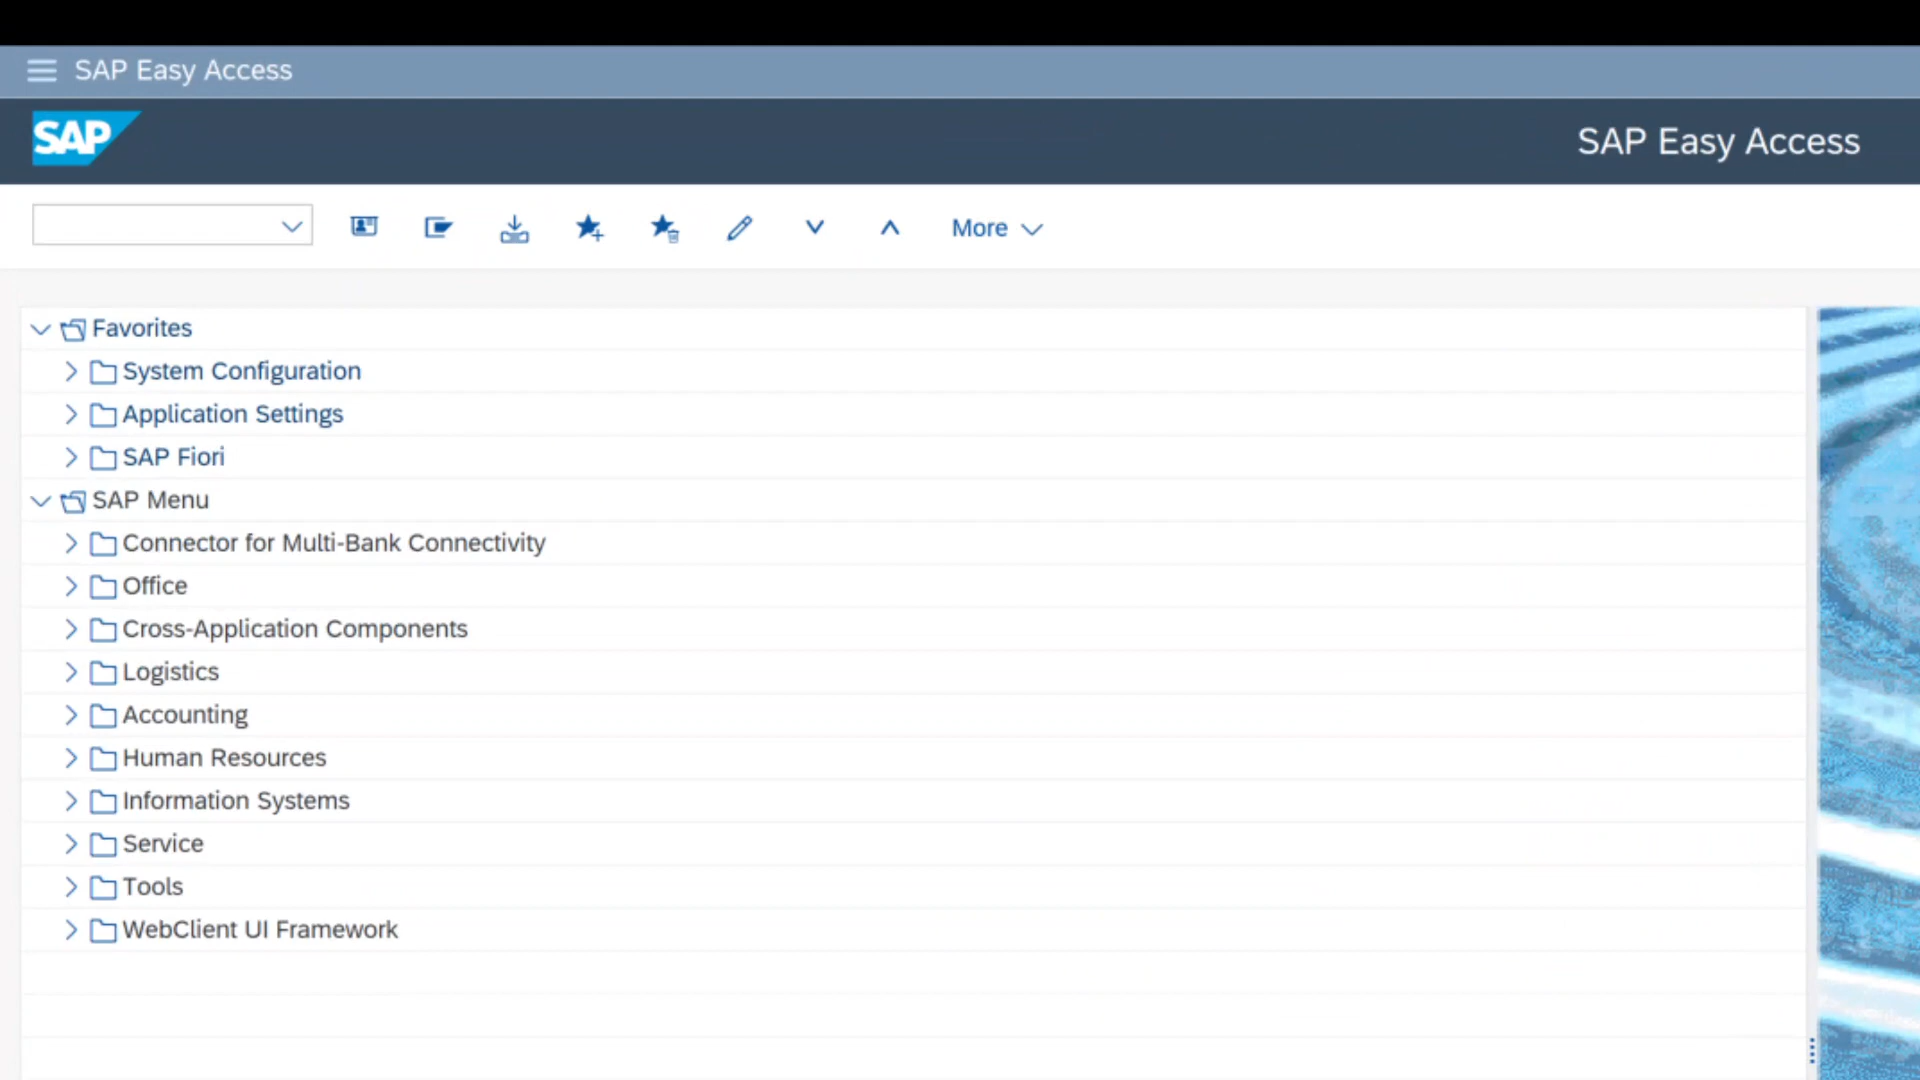 SAP Easy Access
SAP
SAP Easy Access
More
Favorites
System Configuration
Application Settings
SAP Fiori
SAP Menu
Connector for Multi-Bank Connectivity
Office
Cross-Application Components
Logistics
Accounting
Human Resources
Information Systems
Service
Tools
WebClient UI Framework